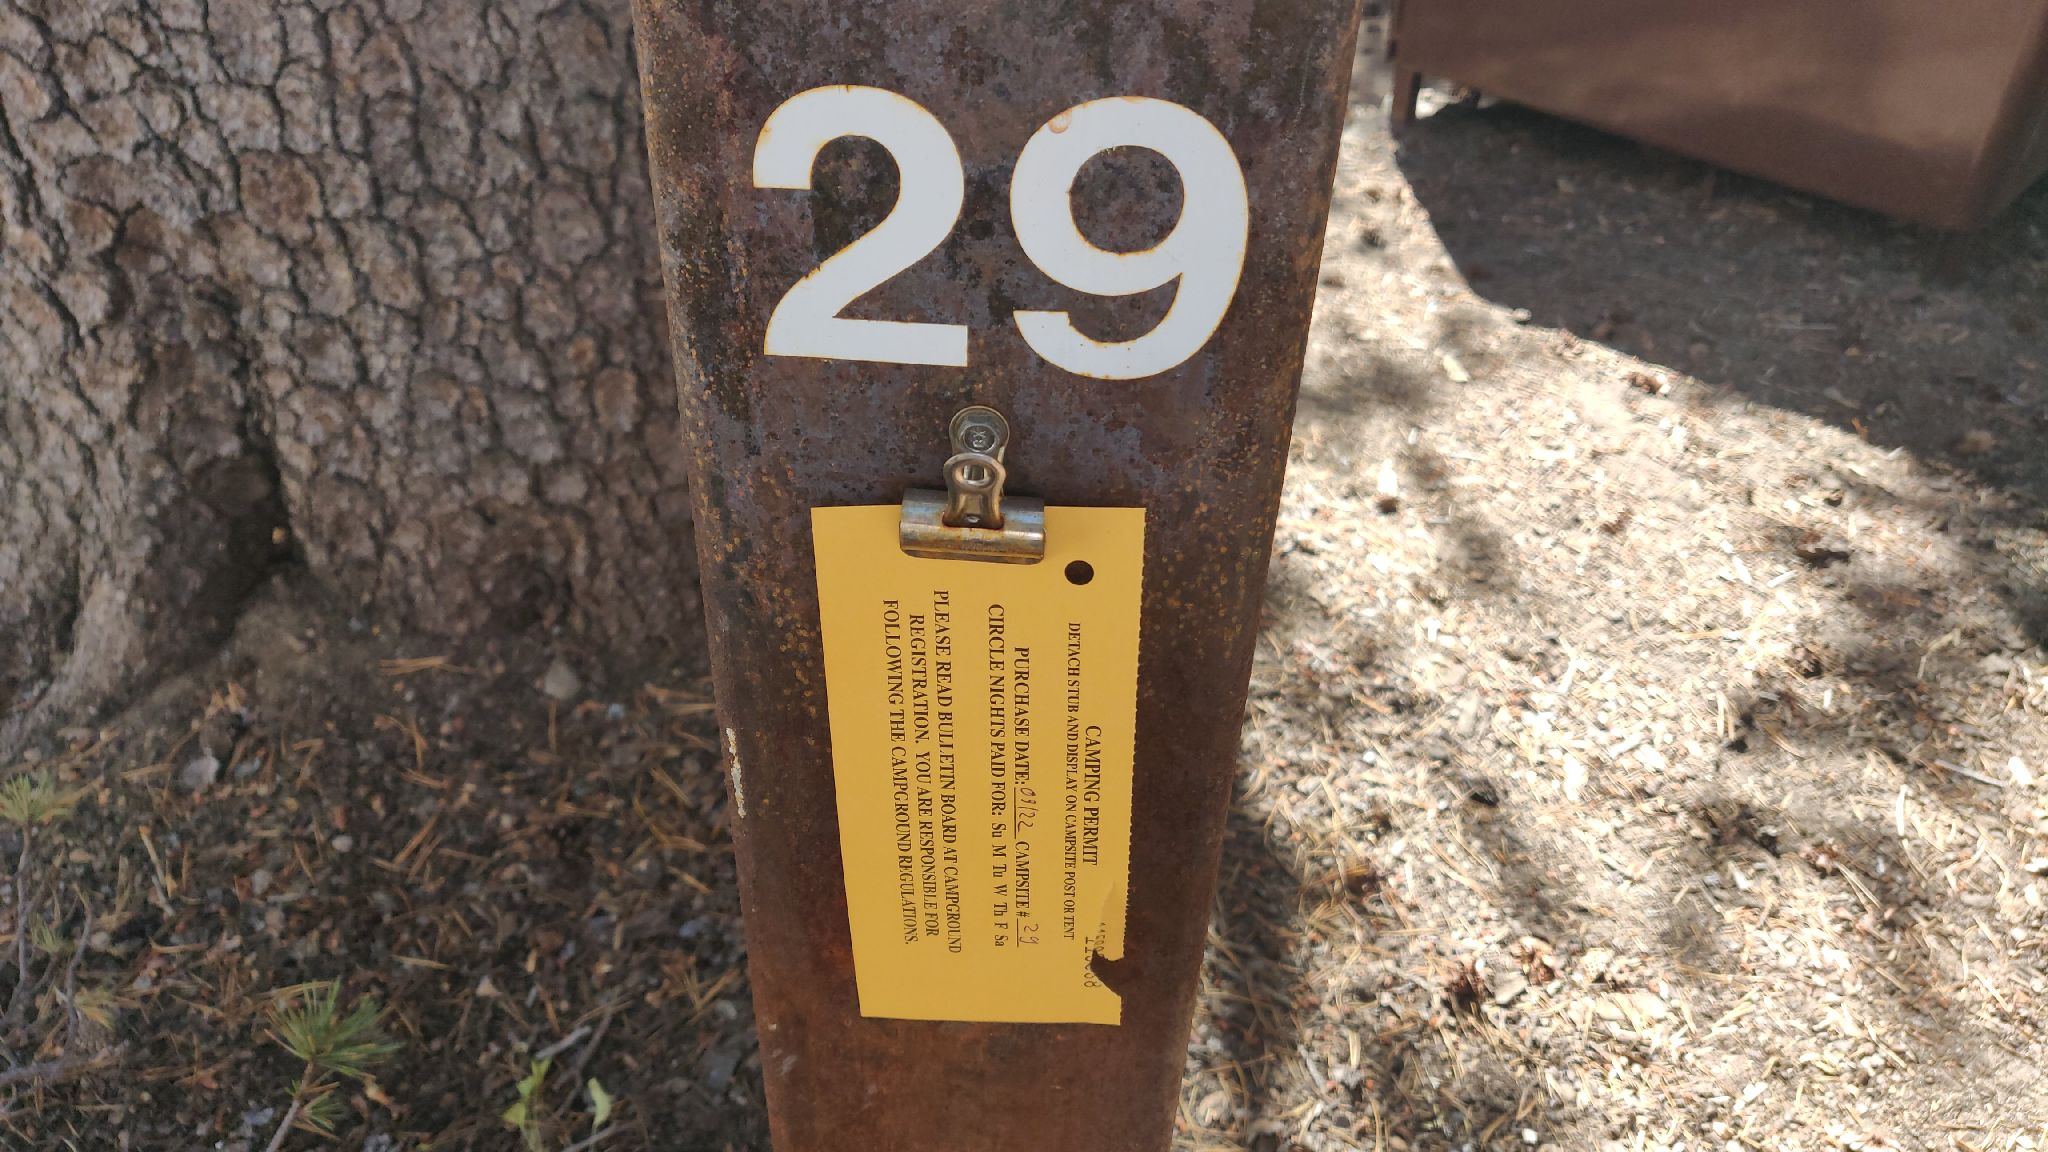 29
CAMPING PERMIT
DETACH STUB AND DISPLAY ON CAMPSITE POST OR TENT
PURCHASE DATE: 09/22 CAMPSITE # 29
CIRCLE NIGHTS PAID FOR: Su M Tu W Th F Sa
PLEASE READ BULLETIN BOARD AT CAMPGROUND
REGISTRATION. YOU ARE RESPONSIBLE FOR
FOLLOWING THE CAMPGROUND REGULATIONS.